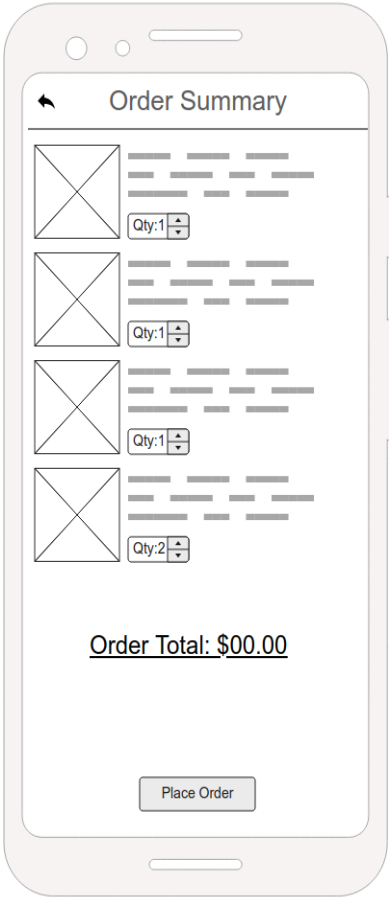 Order Summary
Qty:1
Qty:1
Qty:1
Qty:2
Order Total: $00.00
Place Order